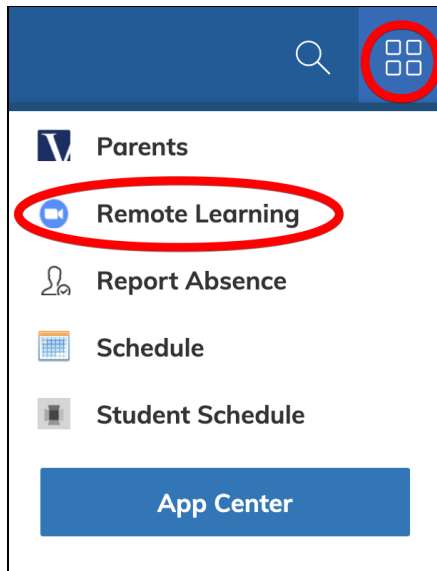 Parents
Remote Learning
Report Absence
Schedule
Student Schedule
App Center